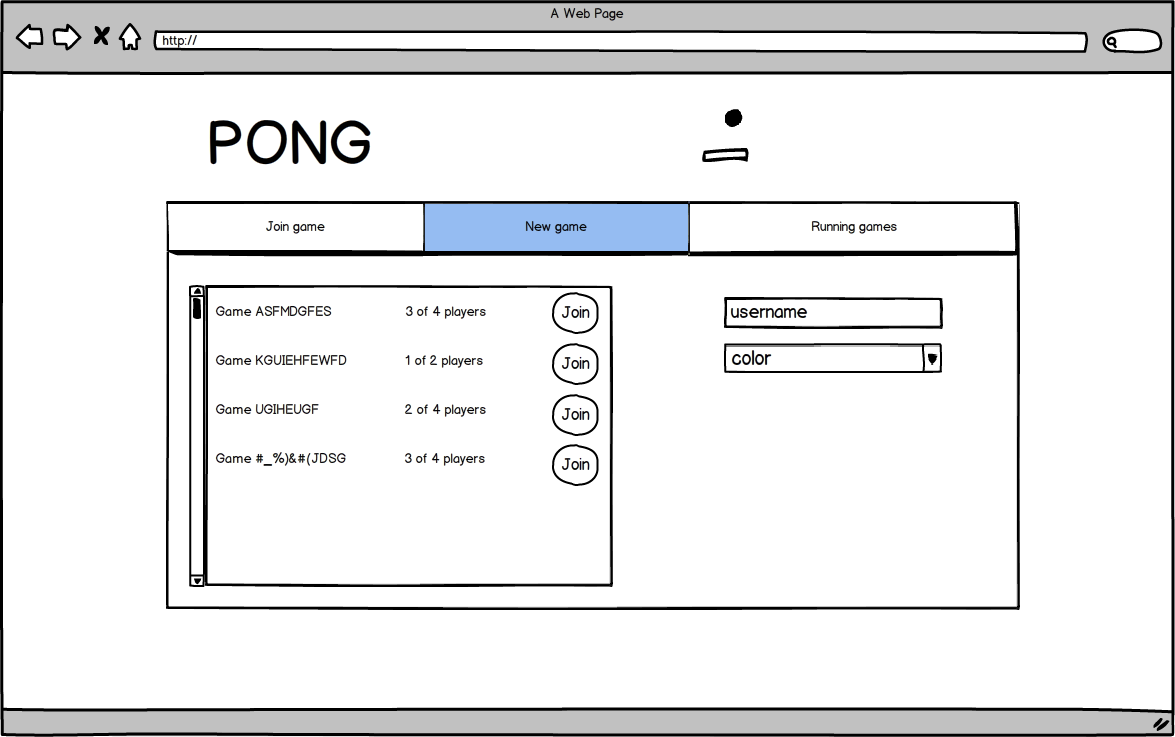 A Web Page
http://
PONG
Join game New game Running games
Game ASFMDGFES 3 of 4 players Join
username
Game KGUIEHFEWFD 1 of 2 players Join
color
Game UGIHEUGF 2 of 4 players Join
Game #_%)&#(JDSG 3 of 4 players Join